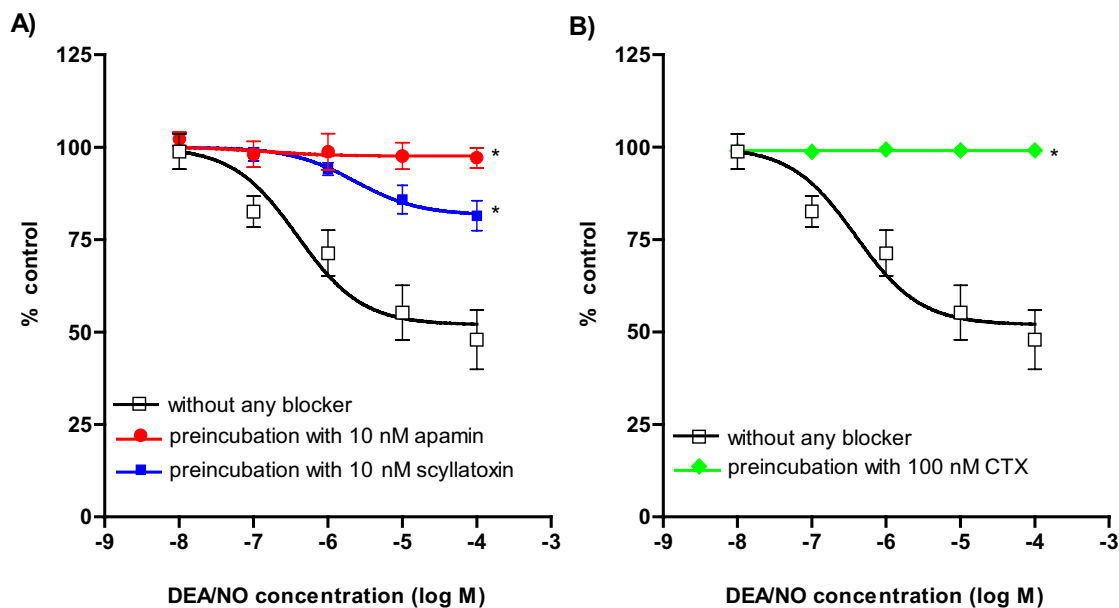 A)
125
100
75
50
25
0
% control
*
*
without any blocker
preincubation with 10 nM apamin
preincubation with 10 nM scyllatoxin
-9 -8 -7 -6 -5 -4 -3
DEA/NO concentration (log M)
B)
125
100
75
50
25
0
% control
*
without any blocker
preincubation with 100 nM CTX
-9 -8 -7 -6 -5 -4 -3
DEA/NO concentration (log M)